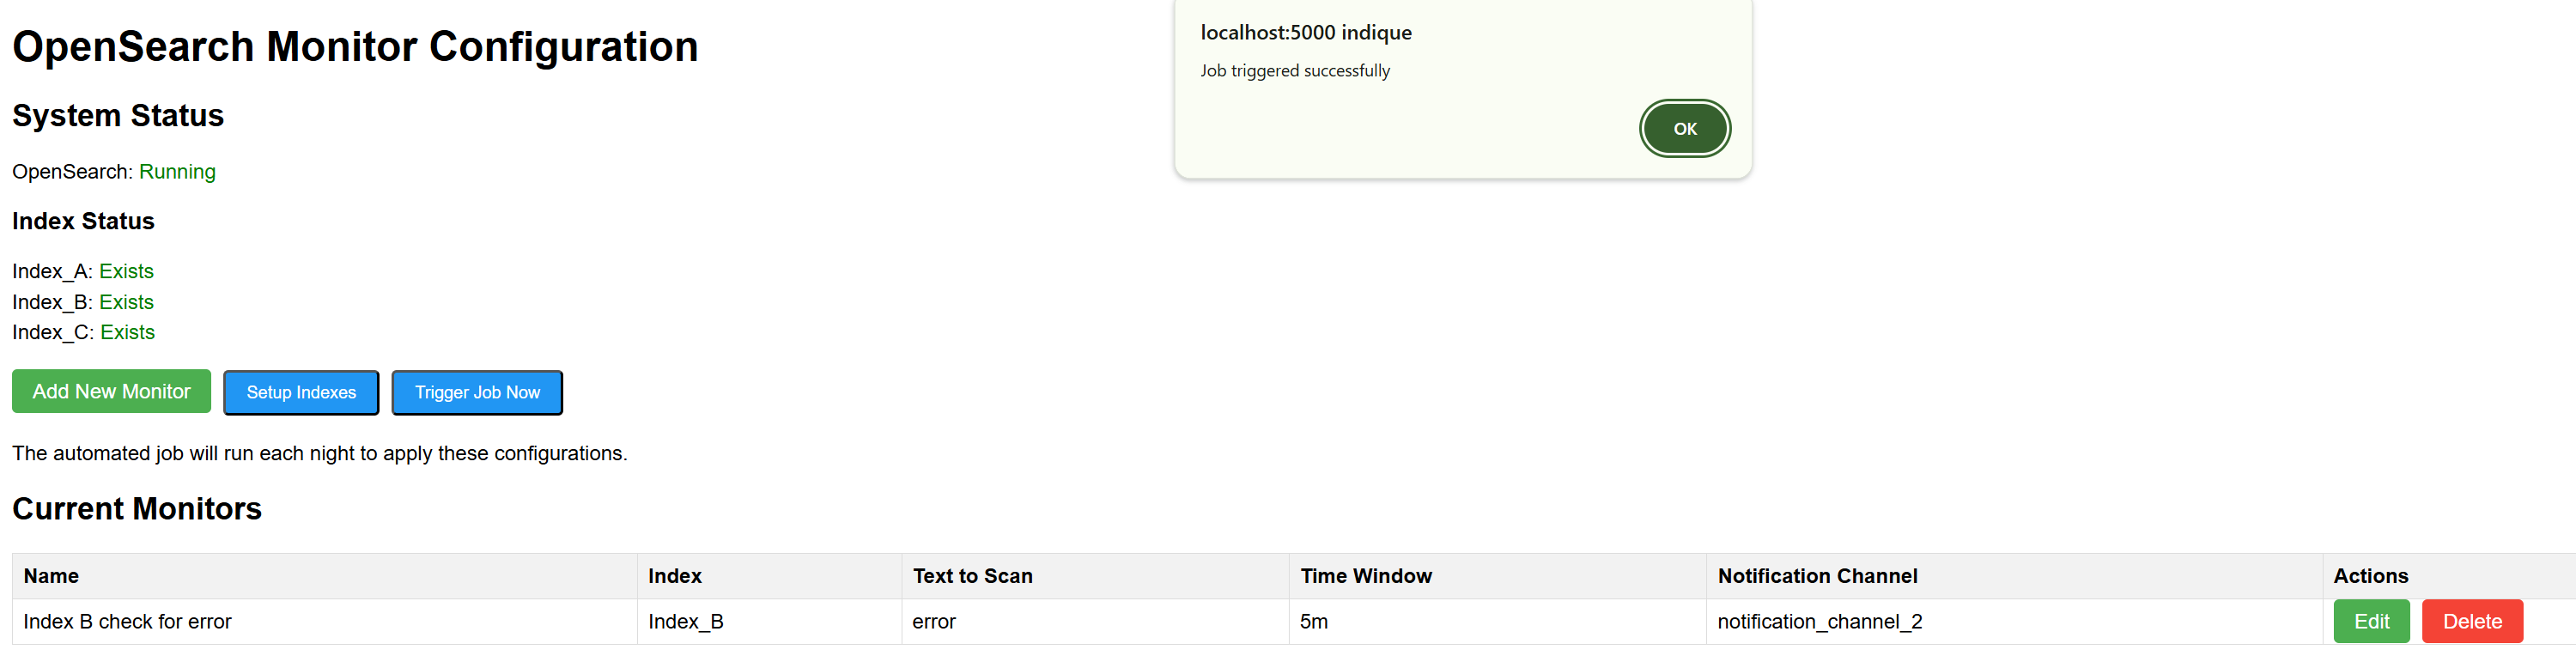 OpenSearch Monitor Configuration
localhost:5000 indique
Job triggered successfully
OK
System Status
OpenSearch: Running
Index Status
Index_A: Exists
Index_B: Exists
Index_C: Exists
Add New Monitor Setup Indexes Trigger Job Now
The automated job will run each night to apply these configurations.
Current Monitors
Name Index Text to Scan Time Window Notification Channel Actions
Index B check for error Index_B error 5m notification_channel_2 Edit Delete